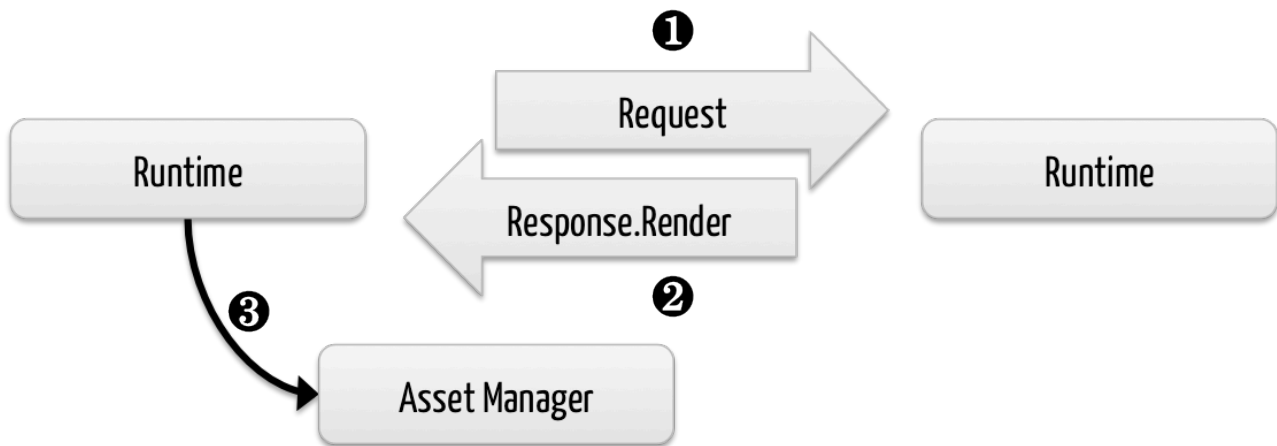 ❶
Request
Runtime
Runtime
Response.Render
❷
❸
Asset Manager